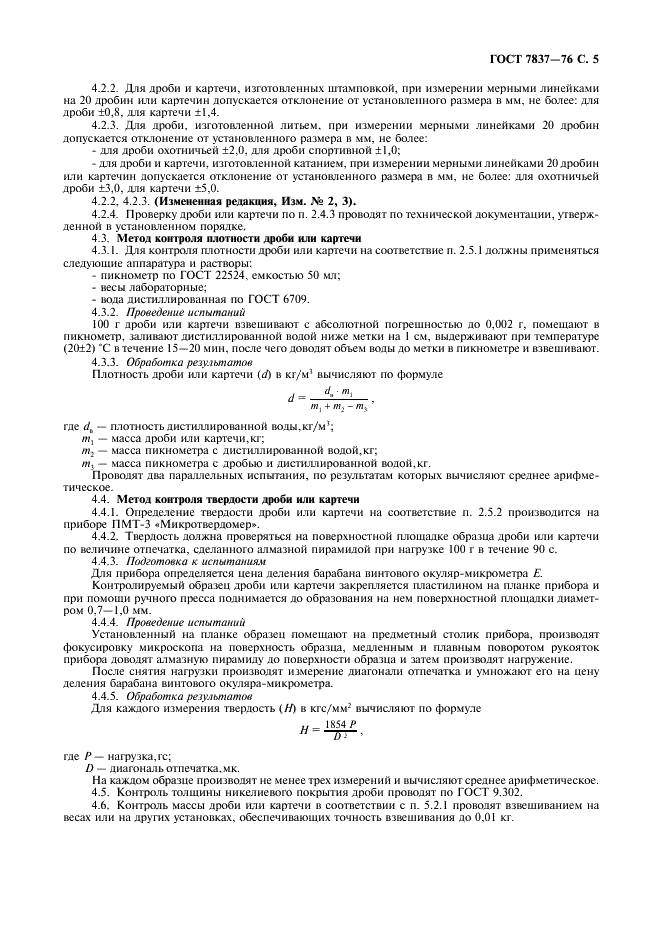 ГОСТ 7837—76 С. 5
4.2.2. Для дроби и картечи, изготовленных штамповкой, при измерении мерными линейками
на 20 дробин или картечин допускается отклонение от установленного размера в мм, не более: для
дроби ±0,8, для картечи ±1,4.
4.2.3. Для дроби, изготовленной литьем, при измерении мерными линейками 20 дробин
допускается отклонение от установленного размера в мм, не более:
- для дроби охотничьей ±2,0, для дроби спортивной ±1,0;
- для дроби и картечи, изготовленной катанием, при измерении мерными линейками 20 дробин
или картечин допускается отклонение от установленного размера в мм, не более: для охотничьей
дроби ±3,0, для картечи ±5,0.
4.2.2, 4.2.3. (Измененная редакция, Изм. № 2, 3).
4.2.4. Проверку дроби или картечи по п. 2.4.3 проводят по технической документации, утверж-
денной в установленном порядке.
4.3. Метод контроля плотности дроби или картечи
4.3.1. Для контроля плотности дроби или картечи на соответствие п. 2.5.1 должны применяться
следующие аппаратура и растворы:
- пикнометр по ГОСТ 22524, емкостью 50 мл;
- весы лабораторные;
- вода дистиллированная по ГОСТ 6709.
4.3.2. Проведение испытаний
100 г дроби или картечи взвешивают с абсолютной погрешностью до 0,002 г, помещают в
пикнометр, заливают дистиллированной водой ниже метки на 1 см, выдерживают при температуре
(20±2) °С в течение 15—20 мин, после чего доводят объем воды до метки в пикнометре и взвешивают.
4.3.3. Обработка результатов
Плотность дроби или картечи (d) в кг/м³ вычисляют по формуле
d = (dв · m₁) / (m₁ + m₂ − m₃) ,
где dв — плотность дистиллированной воды, кг/м³;
m₁ — масса дроби или картечи, кг;
m₂ — масса пикнометра с дистиллированной водой, кг;
m₃ — масса пикнометра с дробью и дистиллированной водой, кг.
Проводят два параллельных испытания, по результатам которых вычисляют среднее арифме-
тическое.
4.4. Метод контроля твердости дроби или картечи
4.4.1. Определение твердости дроби или картечи на соответствие п. 2.5.2 производится на
приборе ПМТ-3 «Микротвердомер».
4.4.2. Твердость должна проверяться на поверхностной площадке образца дроби или картечи
по величине отпечатка, сделанного алмазной пирамидой при нагрузке 100 г в течение 90 с.
4.4.3. Подготовка к испытаниям
Для прибора определяется цена деления барабана винтового окуляр-микрометра E.
Контролируемый образец дроби или картечи закрепляется пластилином на планке прибора и
при помощи ручного пресса поднимается до образования на нем поверхностной площадки диамет-
ром 0,7—1,0 мм.
4.4.4. Проведение испытаний
Установленный на планке образец помещают на предметный столик прибора, производят
фокусировку микроскопа на поверхность образца, медленным и плавным поворотом рукояток
прибора доводят алмазную пирамиду до поверхности образца и затем производят нагружение.
После снятия нагрузки производят измерение диагонали отпечатка и умножают его на цену
деления барабана винтового окуляра-микрометра.
4.4.5. Обработка результатов
Для каждого измерения твердость (H) в кгс/мм² вычисляют по формуле
H = 1854 P / D² ,
где P — нагрузка, гс;
D — диагональ отпечатка, мк.
На каждом образце производят не менее трех измерений и вычисляют среднее арифметическое.
4.5. Контроль толщины никелиевого покрытия дроби проводят по ГОСТ 9.302.
4.6. Контроль массы дроби или картечи в соответствии с п. 5.2.1 проводят взвешиванием на
весах или на других установках, обеспечивающих точность взвешивания до 0,01 кг.